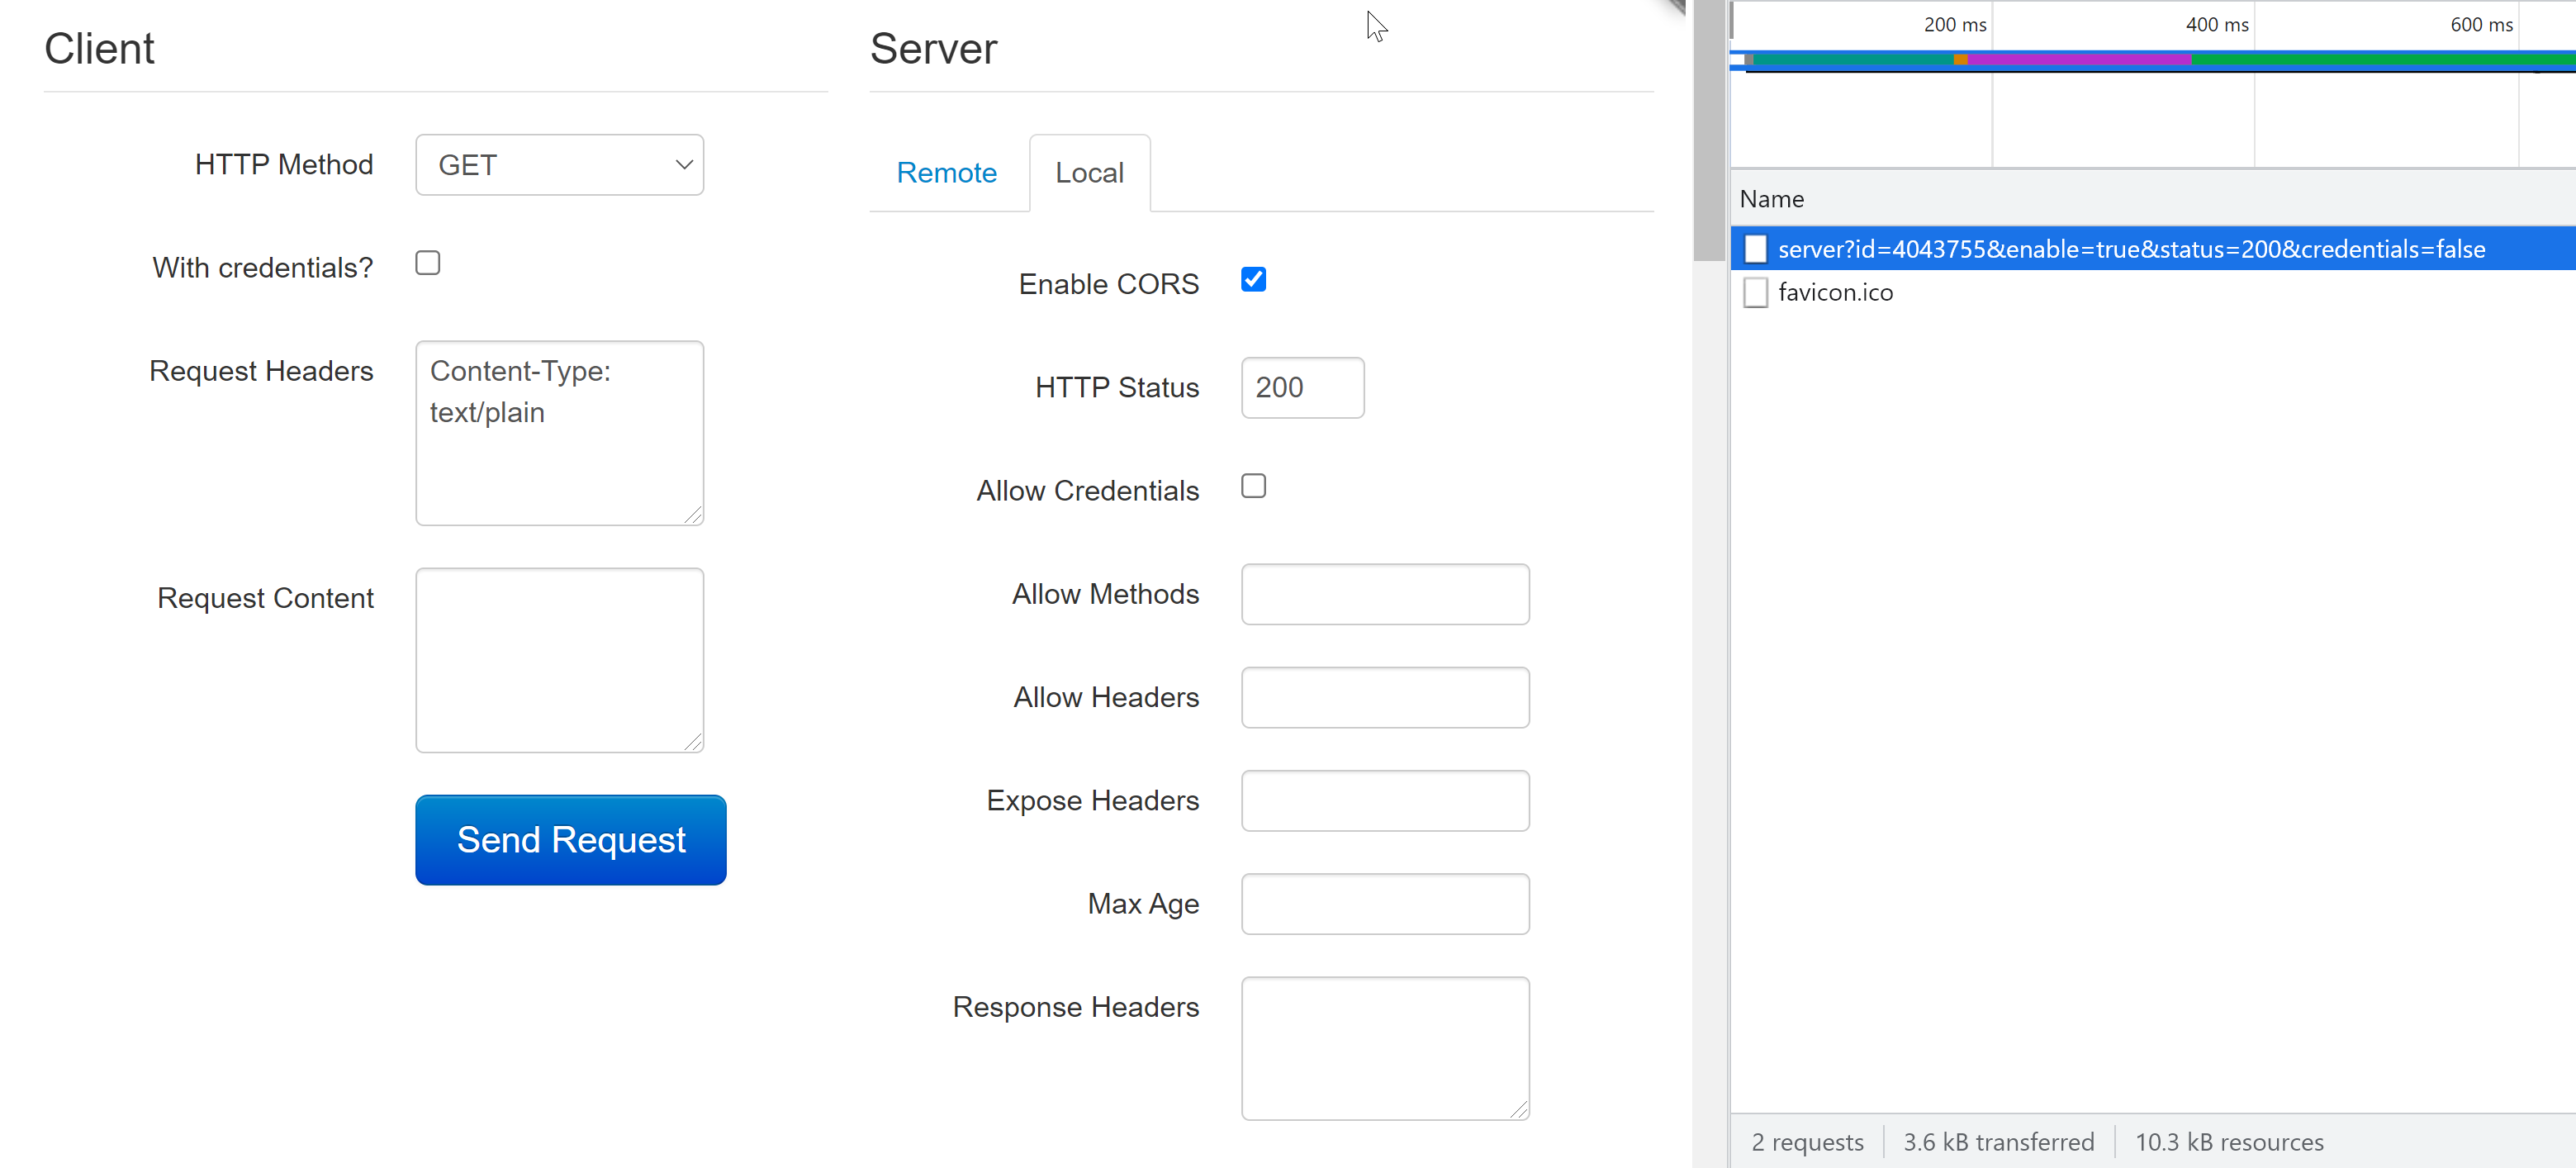 Client
HTTP Method
GET
With credentials?
Request Headers
Content-Type:
text/plain
Request Content
Send Request
Server
Remote
Local
Enable CORS
HTTP Status
200
Allow Credentials
Allow Methods
Allow Headers
Expose Headers
Max Age
Response Headers
200 ms
400 ms
600 ms
Name
server?id=4043755&enable=true&status=200&credentials=false
favicon.ico
2 requests
3.6 kB transferred
10.3 kB resources